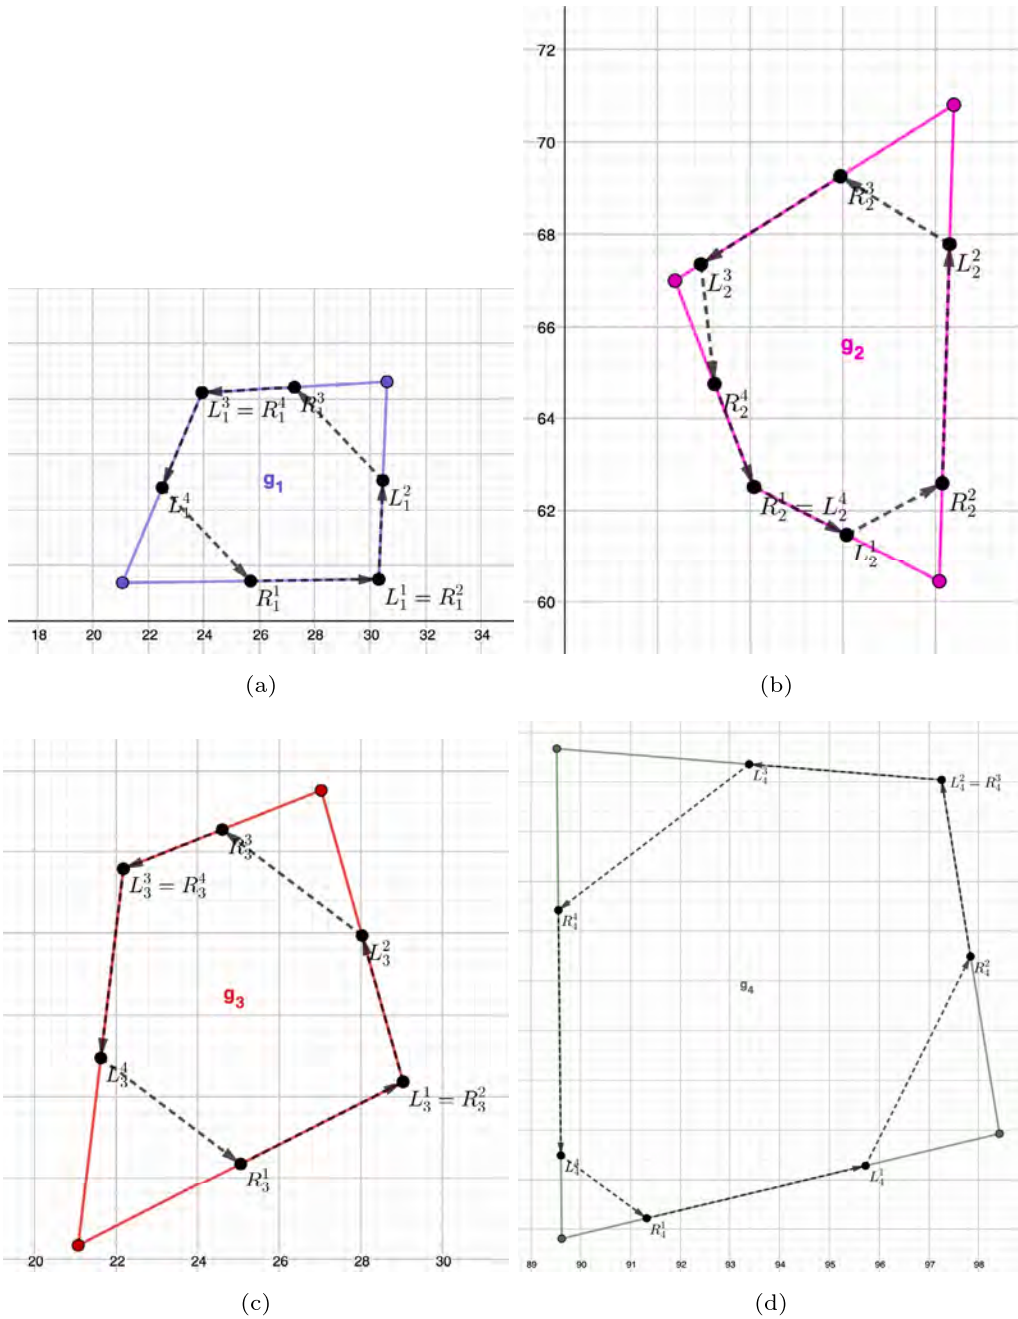 72
70
68
66
64
62
60
R_2^3
L_2^2
L_2^3
g_2
R_2^4
R_2^1 = L_2^4
R_2^2
L_2^1
L_1^3 = R_1^4
R_1^3
g_1
L_1^4
L_1^2
R_1^1
L_1^1 = R_1^2
18 20 22 24 26 28 30 32 34
(a)
(b)
R_3^3
L_3^3 = R_3^4
L_3^2
g_3
L_3^4
L_3^1 = R_3^2
R_3^1
20 22 24 26 28 30
(c)
L_4^3
L_4^2 = R_4^3
R_4^4
R_4^2
g_4
L_4^4
L_4^1
R_4^1
89 90 91 92 93 94 95 96 97 98
(d)